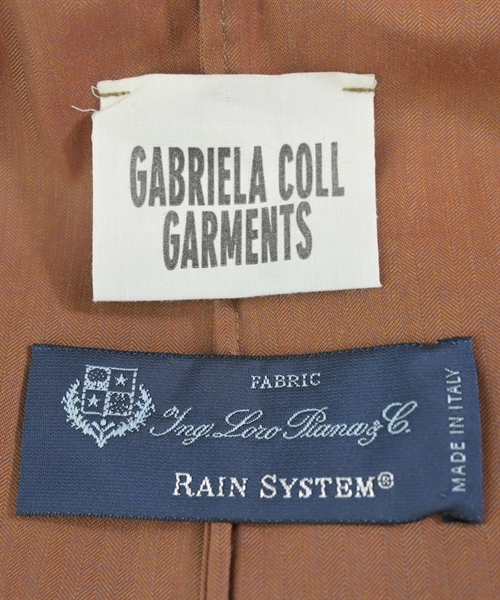 GABRIELA COLL
GARMENTS
FABRIC
Ing. Loro Piana & C.
RAIN SYSTEM®
MADE IN ITALY